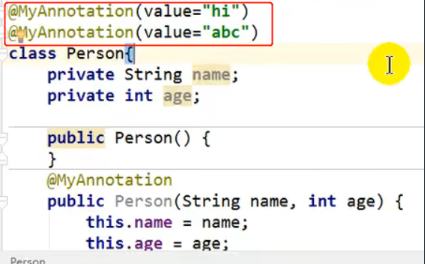 @MyAnnotation(value="hi")
@MyAnnotation(value="abc")
class Person{
private String name;
private int age;
public Person() {
}
@MyAnnotation
public Person(String name, int age) {
this.name = name;
this.age = age;
Person